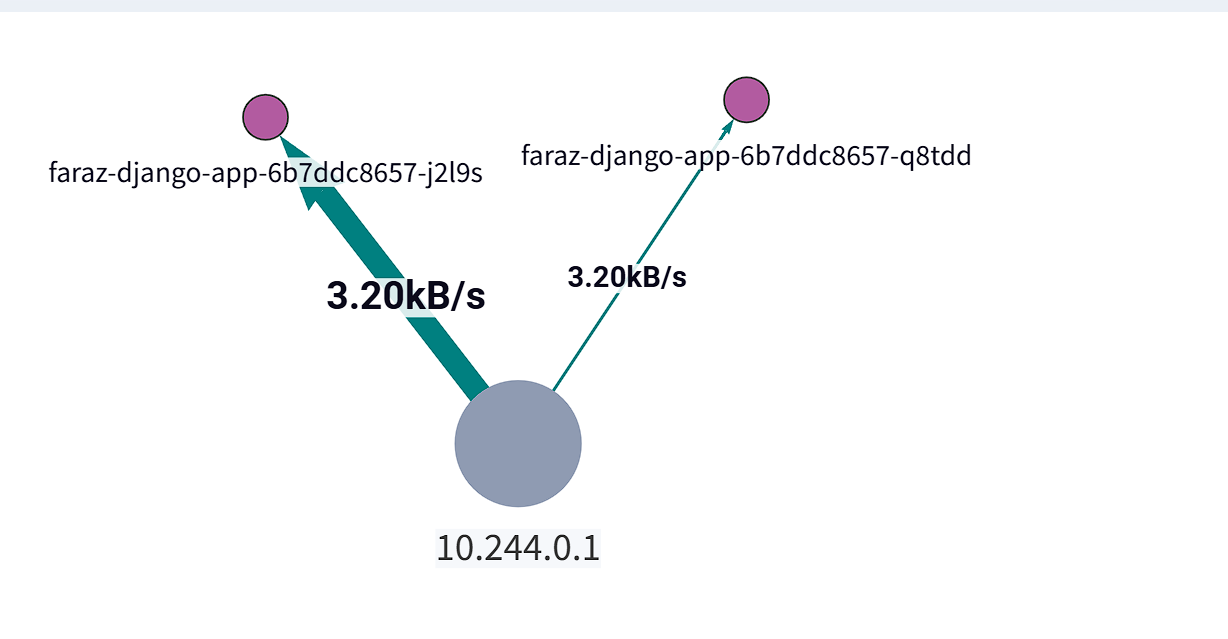 faraz-django-app-6b7ddc8657-j2l9s
faraz-django-app-6b7ddc8657-q8tdd
3.20kB/s
3.20kB/s
10.244.0.1